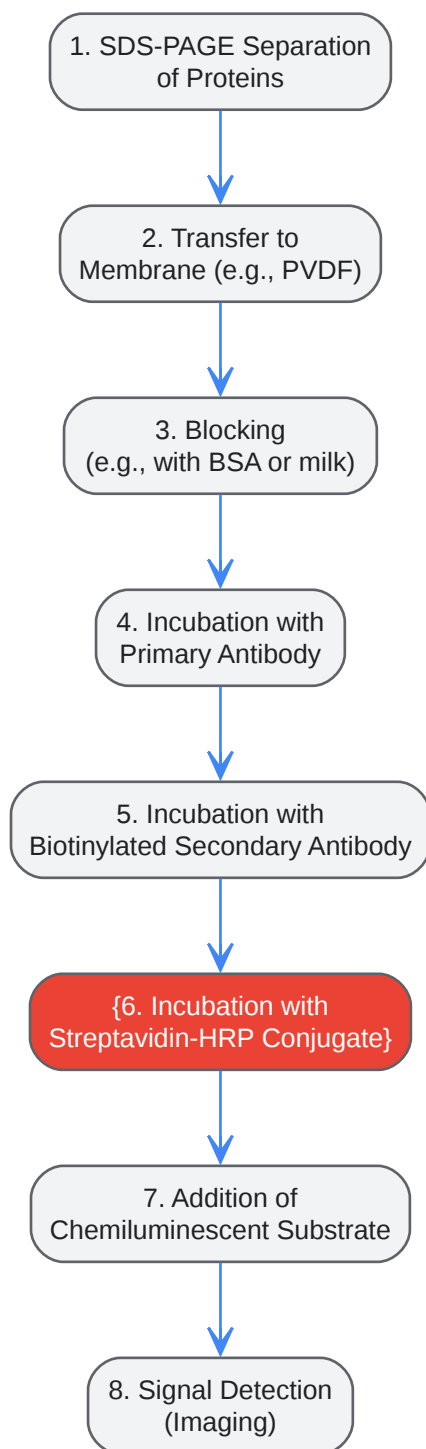 1. SDS-PAGE Separation
of Proteins
2. Transfer to
Membrane (e.g., PVDF)
3. Blocking
(e.g., with BSA or milk)
4. Incubation with
Primary Antibody
5. Incubation with
Biotinylated Secondary Antibody
{6. Incubation with
Streptavidin-HRP Conjugate}
7. Addition of
Chemiluminescent Substrate
8. Signal Detection
(Imaging)